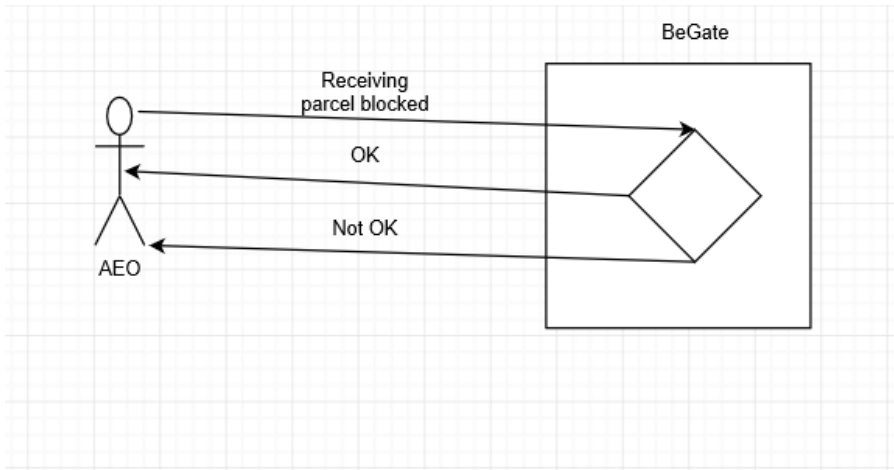 BeGate
Receiving
parcel blocked
OK
Not OK
AEO